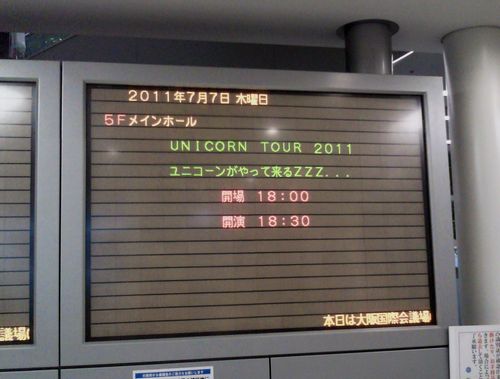 2011年7月7日 木曜日
5Fメインホール
UNICORN TOUR 2011
ユニコーンがやって来るZZZ...
開場 18:00
開演 18:30
本日は大阪国際会議場
議場